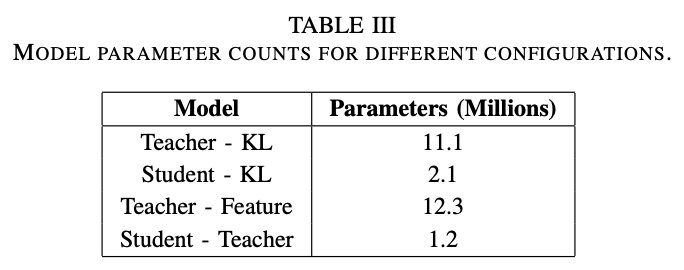 TABLE III
MODEL PARAMETER COUNTS FOR DIFFERENT CONFIGURATIONS.
Model Parameters (Millions)
Teacher - KL 11.1
Student - KL 2.1
Teacher - Feature 12.3
Student - Teacher 1.2